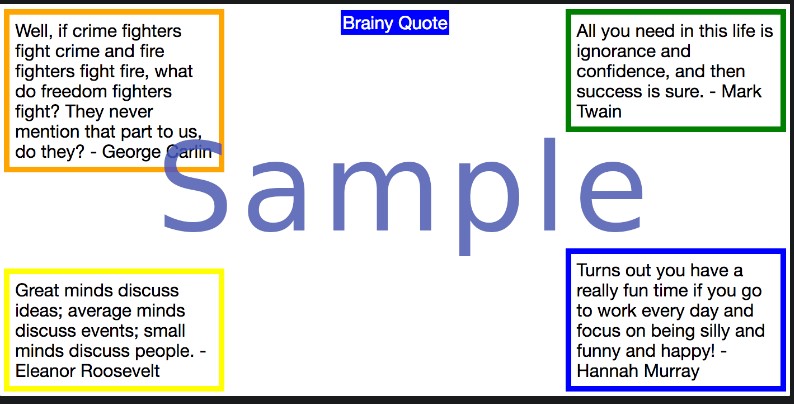 Well, if crime fighters
fight crime and fire
fighters fight fire, what
do freedom fighters
fight? They never
mention that part to us,
do they? - George Carlin
Brainy Quote
All you need in this life is
ignorance and
confidence, and then
success is sure. - Mark
Twain
Sample
Great minds discuss
ideas; average minds
discuss events; small
minds discuss people. -
Eleanor Roosevelt
Turns out you have a
really fun time if you go
to work every day and
focus on being silly and
funny and happy! -
Hannah Murray